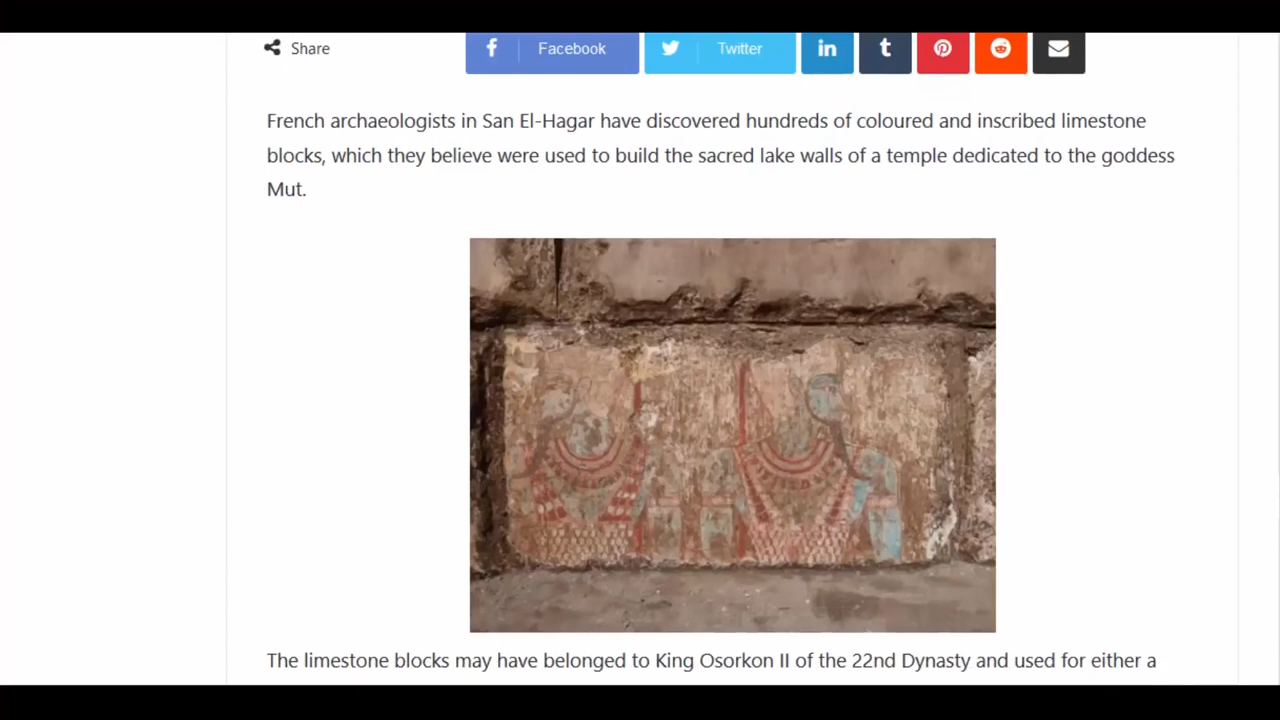 Share
Facebook
Twitter
French archaeologists in San El-Hagar have discovered hundreds of coloured and inscribed limestone
blocks, which they believe were used to build the sacred lake walls of a temple dedicated to the goddess
Mut.
The limestone blocks may have belonged to King Osorkon II of the 22nd Dynasty and used for either a